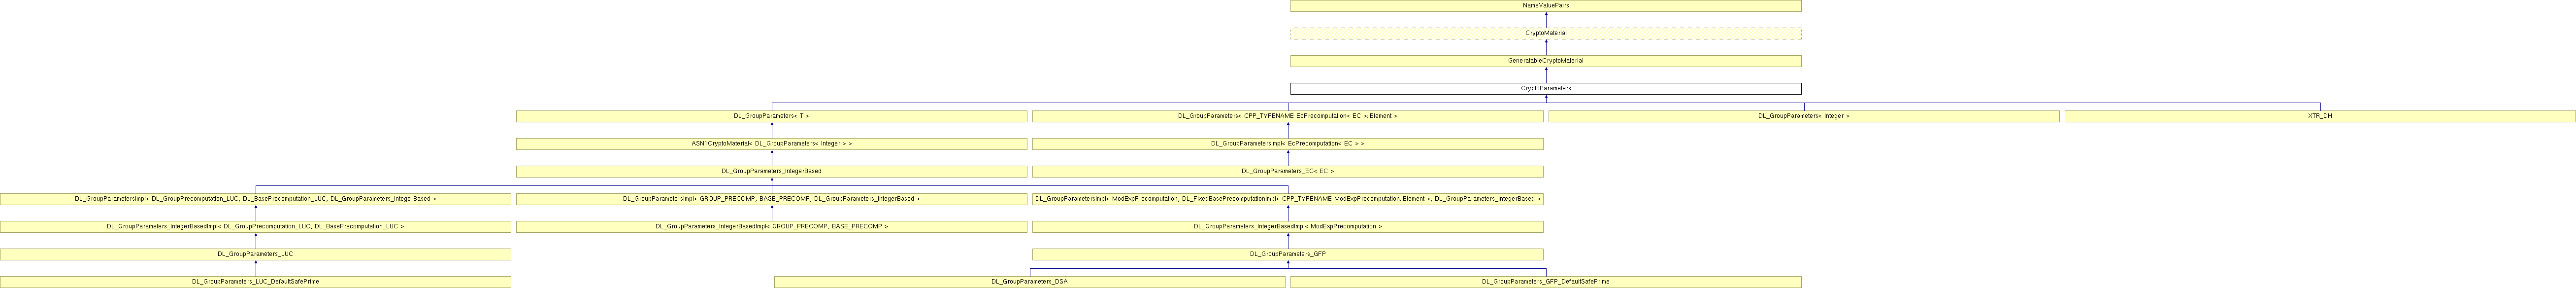 NameValuePairs
CryptoMaterial
GeneratableCryptoMaterial
CryptoParameters
DL_GroupParameters< T >
DL_GroupParameters< CPP_TYPENAME EcPrecomputation< EC >::Element >
DL_GroupParameters< Integer >
XTR_DH
ASN1CryptoMaterial< DL_GroupParameters< Integer > >
DL_GroupParametersImpl< EcPrecomputation< EC > >
DL_GroupParameters_IntegerBased
DL_GroupParameters_EC< EC >
DL_GroupParametersImpl< DL_GroupPrecomputation_LUC, DL_BasePrecomputation_LUC, DL_GroupParameters_IntegerBased >
DL_GroupParametersImpl< GROUP_PRECOMP, BASE_PRECOMP, DL_GroupParameters_IntegerBased >
DL_GroupParametersImpl< ModExpPrecomputation, DL_FixedBasePrecomputationImpl< CPP_TYPENAME ModExpPrecomputation::Element >, DL_GroupParameters_IntegerBased >
DL_GroupParameters_IntegerBasedImpl< DL_GroupPrecomputation_LUC, DL_BasePrecomputation_LUC >
DL_GroupParameters_IntegerBasedImpl< GROUP_PRECOMP, BASE_PRECOMP >
DL_GroupParameters_IntegerBasedImpl< ModExpPrecomputation >
DL_GroupParameters_LUC
DL_GroupParameters_GFP
DL_GroupParameters_LUC_DefaultSafePrime
DL_GroupParameters_DSA
DL_GroupParameters_GFP_DefaultSafePrime